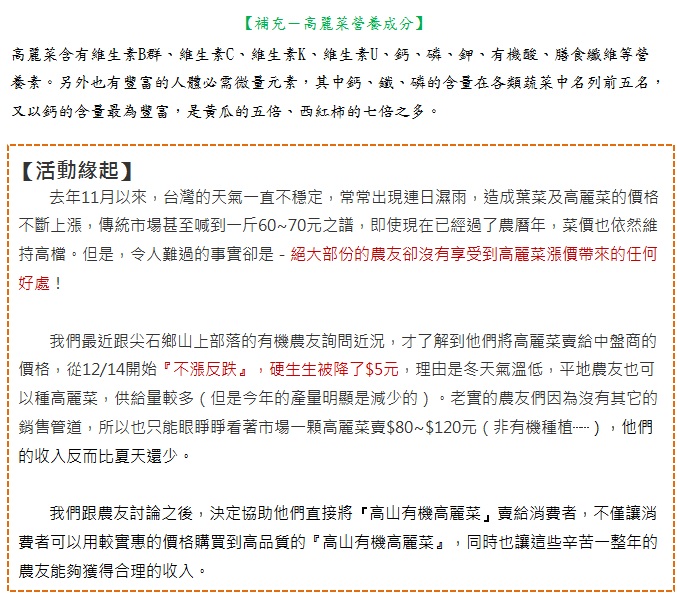 【補充－高麗菜營養成分】
高麗菜含有維生素B群、維生素C、維生素K、維生素U、鈣、磷、鉀、有機酸、膳食纖維等營
養素。另外也有豐富的人體必需微量元素，其中鈣、鐵、磷的含量在各類蔬菜中名列前五名，
又以鈣的含量最為豐富，是黃瓜的五倍、西紅柿的七倍之多。
【活動緣起】
去年11月以來，台灣的天氣一直不穩定，常常出現連日濕雨，造成葉菜及高麗菜的價格
不斷上漲，傳統市場甚至喊到一斤60~70元之譜，即使現在已經過了農曆年，菜價也依然維
持高檔。但是，令人難過的事實卻是－絕大部份的農友卻沒有享受到高麗菜漲價帶來的任何
好處！
我們最近跟尖石鄉山上部落的有機農友詢問近況，才了解到他們將高麗菜賣給中盤商的
價格，從12/14開始『不漲反跌』，硬生生被降了$5元，理由是冬天氣溫低，平地農友也可
以種高麗菜，供給量較多（但是今年的產量明顯是減少的）。老實的農友們因為沒有其它的
銷售管道，所以也只能眼睜睜看著市場一顆高麗菜賣$80~$120元（非有機種植……），他們
的收入反而比夏天還少。
我們跟農友討論之後，決定協助他們直接將『高山有機高麗菜』賣給消費者，不僅讓消
費者可以用較實惠的價格購買到高品質的『高山有機高麗菜』，同時也讓這些辛苦一整年的
農友能夠獲得合理的收入。